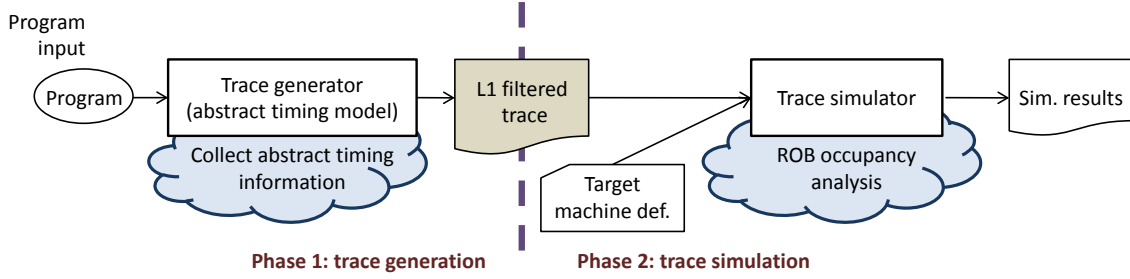 Program
input
Program
Trace generator
(abstract timing model)
Collect abstract timing
information
L1 filtered
trace
Target
machine def.
Trace simulator
ROB occupancy
analysis
Sim. results
Phase 1: trace generation
Phase 2: trace simulation